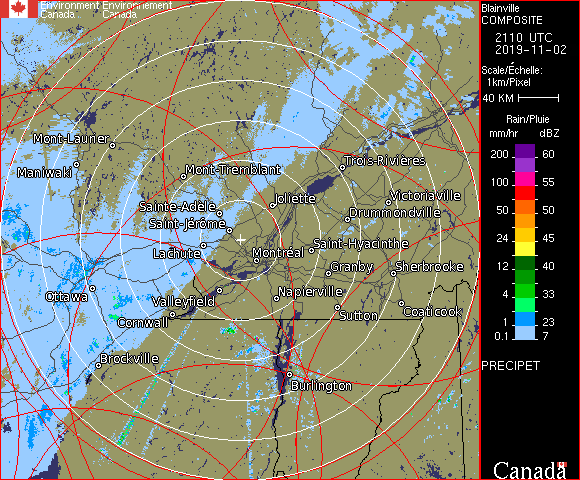 Environment Environnement
Canada Canada
Mont-Laurier
Maniwaki
Mont-Tremblant
Trois-Rivières
Sainte-Adèle
Joliette
Victoriaville
Drummondville
Saint-Jérôme
Lachute
Montréal
Saint-Hyacinthe
Granby
Sherbrooke
Ottawa
Valleyfield
Napierville
Cornwall
Sutton
Coaticook
Brockville
Burlington
Blainville
COMPOSITE
2110 UTC
2019-11-02
Scale/Échelle:
1km/Pixel
40 KM
Rain/Pluie
mm/hr dBZ
200 60
150 57
100 55
50 50
24 45
12 40
4 33
1 23
0.1 7
PRECIPET
Canada